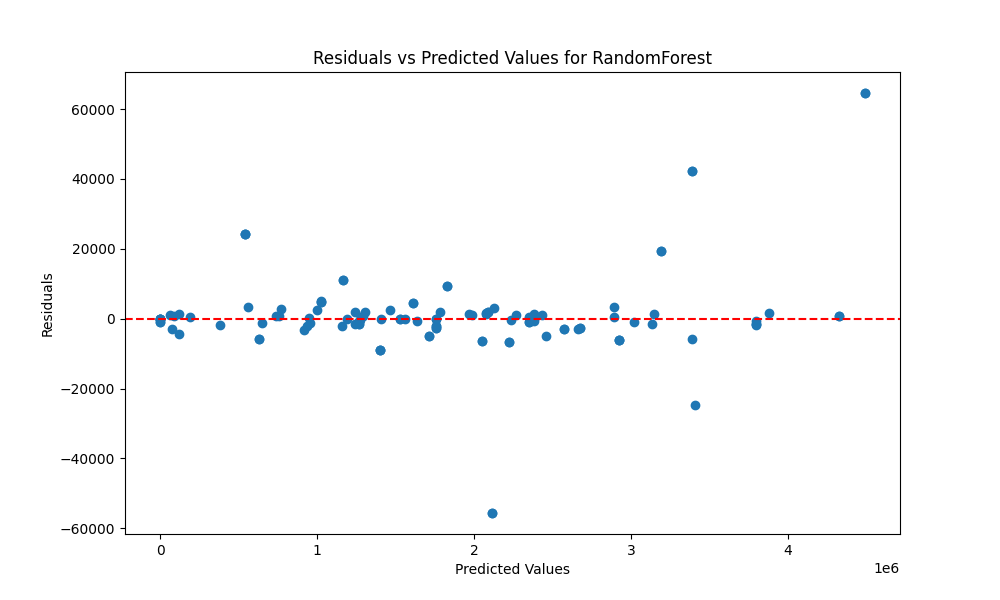 Residuals vs Predicted Values for RandomForest
60000
40000
20000
0
−20000
−40000
−60000
Residuals
0 1 2 3 4
1e6
Predicted Values